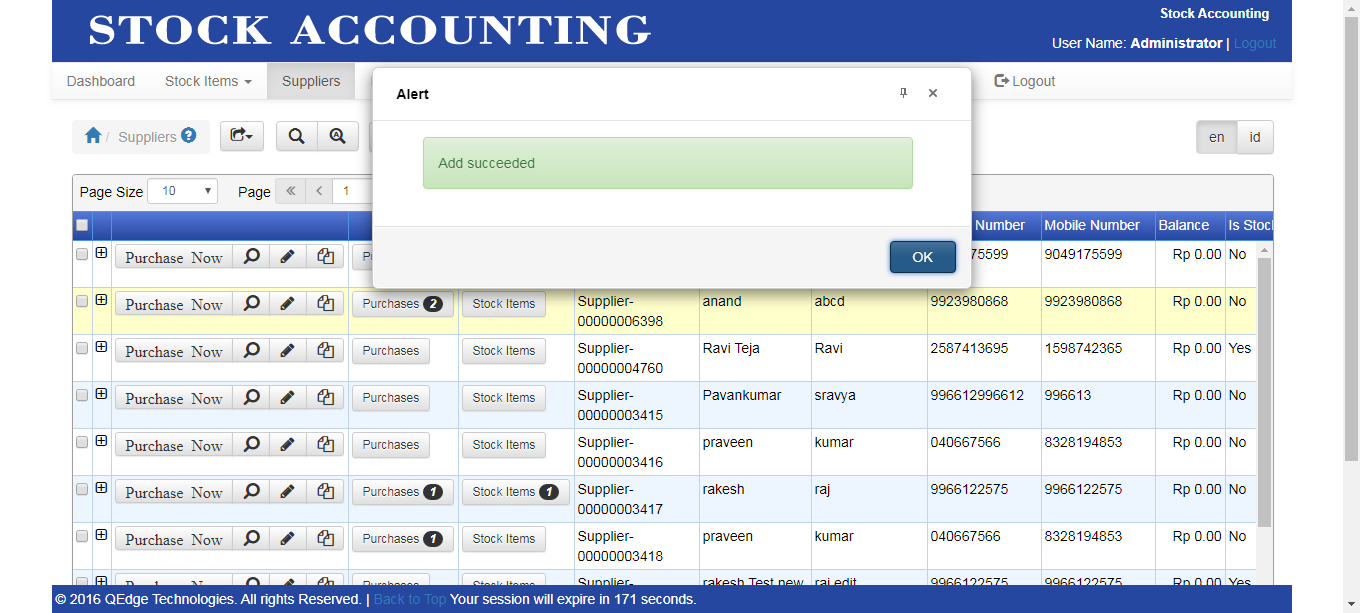 STOCK ACCOUNTING
Stock Accounting
User Name: Administrator | Logout
Dashboard Stock Items Suppliers Logout
Alert
Suppliers
en id
Add succeeded
Page Size 10 Page 1
Number Mobile Number Balance Is Stoc
OK
Purchase Now 75599 9049175599 Rp 0.00 No
Purchase Now Purchases 2 Stock Items Supplier- anand abcd 9923980868 9923980868 Rp 0.00 No
00000006398
Purchase Now Purchases Stock Items Supplier- Ravi Teja Ravi 2587413695 1598742365 Rp 0.00 Yes
00000004760
Purchase Now Purchases Stock Items Supplier- Pavankumar sravya 996612996612 996613 Rp 0.00 No
00000003415
Purchase Now Purchases Stock Items Supplier- praveen kumar 040667566 8328194853 Rp 0.00 No
00000003416
Purchase Now Purchases 1 Stock Items 1 Supplier- rakesh raj 9966122575 9966122575 Rp 0.00 No
00000003417
Purchase Now Purchases 1 Stock Items Supplier- praveen kumar 040667566 8328194853 Rp 0.00 No
00000003418
Purchase Now Purchases Stock Items Supplier- rakesh Test new raj edit 9966122575 9966122575 Rp 0.00 Yes
© 2016 QEdge Technologies. All rights Reserved. | Back to Top Your session will expire in 171 seconds.